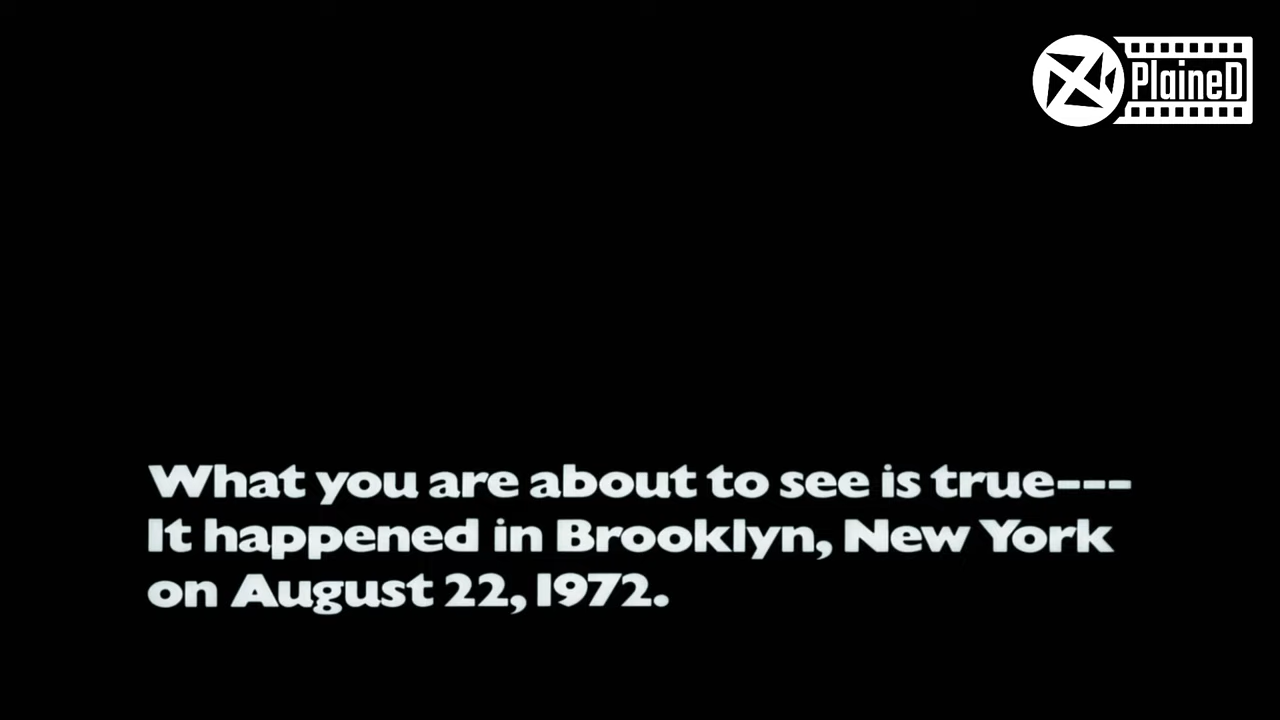 PlaineD
What you are about to see is true---
It happened in Brooklyn, New York
on August 22, 1972.